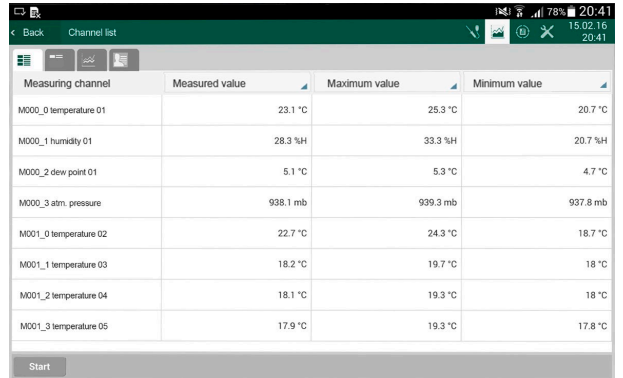 78% 20:41
Back Channel list 15.02.16
20:41
Measuring channel Measured value Maximum value Minimum value
M000_0 temperature 01 23.1 °C 25.3 °C 20.7 °C
M000_1 humidity 01 28.3 %H 33.3 %H 20.7 %H
M000_2 dew point 01 5.1 °C 5.3 °C 4.7 °C
M000_3 atm. pressure 938.1 mb 939.3 mb 937.8 mb
M001_0 temperature 02 22.7 °C 24.3 °C 18.7 °C
M001_1 temperature 03 18.2 °C 19.7 °C 18 °C
M001_2 temperature 04 18.1 °C 19.3 °C 18 °C
M001_3 temperature 05 17.9 °C 19.3 °C 17.8 °C
Start